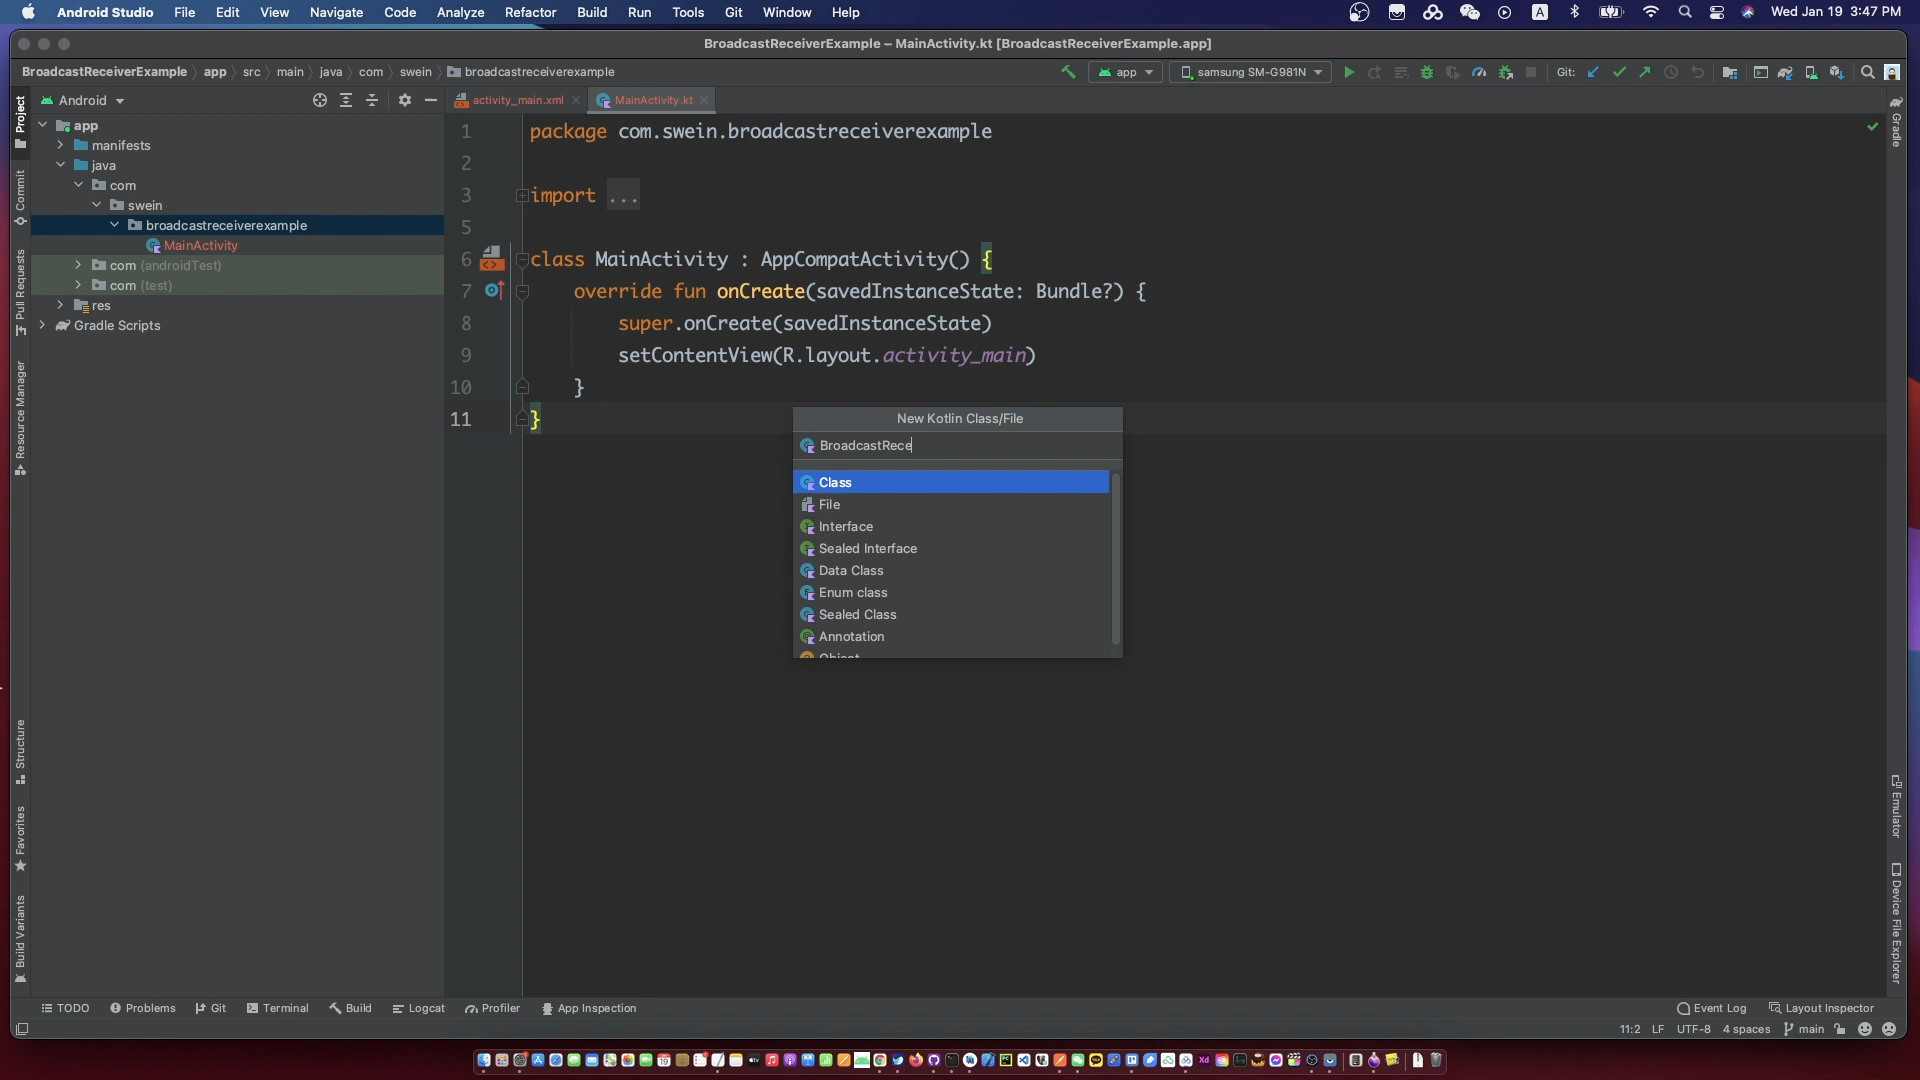 Android Studio File Edit View Navigate Code Analyze Refactor Build Run Tools Git Window Help A Wed Jan 19 3:47 PM
BroadcastReceiverExample – MainActivity.kt [BroadcastReceiverExample.app]
BroadcastReceiverExample app src main java com swein broadcastreceiverexample app samsung SM-G981N Git:
Android activity_main.xml MainActivity.kt
Project
Commit
Pull Requests
Resource Manager
Structure
Favorites
Build Variants
app
manifests
java
com
swein
broadcastreceiverexample
MainActivity
com (androidTest)
com (test)
res
Gradle Scripts
1 package com.swein.broadcastreceiverexample
2
3 import ...
5
6 class MainActivity : AppCompatActivity() {
7 override fun onCreate(savedInstanceState: Bundle?) {
8 super.onCreate(savedInstanceState)
9 setContentView(R.layout.activity_main)
10 }
11 }
New Kotlin Class/File
BroadcastRece
Class
File
Interface
Sealed Interface
Data Class
Enum class
Sealed Class
Annotation
Object
Gradle
Emulator
Device File Explorer
TODO Problems Git Terminal Build Logcat Profiler App Inspection Event Log Layout Inspector
11:2 LF UTF-8 4 spaces main